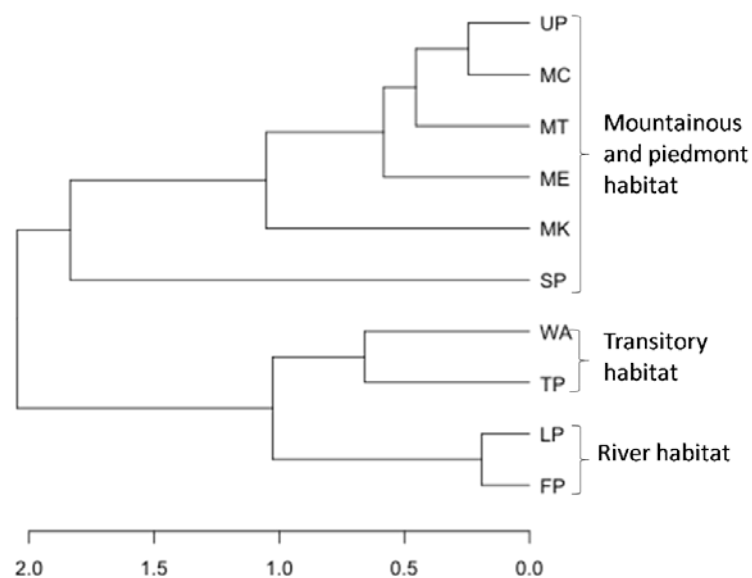 UP
MC
MT
ME
MK
SP
Mountainous
and piedmont
habitat
WA
TP
Transitory
habitat
LP
FP
River habitat
2.0 1.5 1.0 0.5 0.0